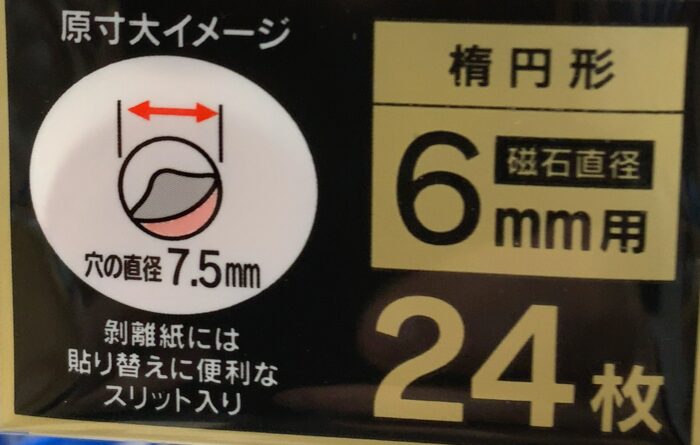 原寸大イメージ
穴の直径7.5mm
剥離紙には
貼り替えに便利な
スリット入り
楕円形
磁石直径
6mm用
24枚